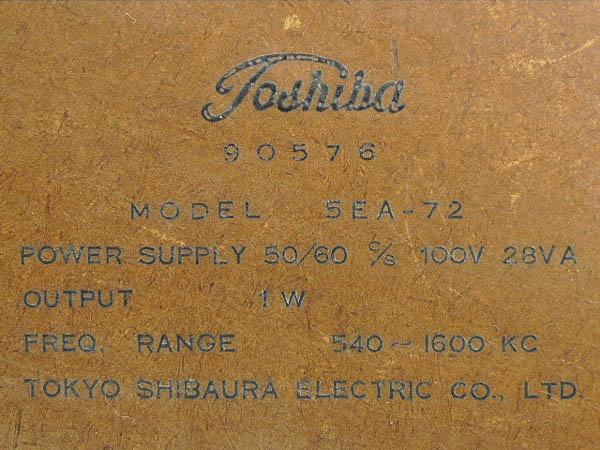 Toshiba
90576
MODEL 5EA-72
POWER SUPPLY 50/60 C/S 100V 28VA
OUTPUT 1W
FREQ. RANGE 540~1600 KC
TOKYO SHIBAURA ELECTRIC CO., LTD.